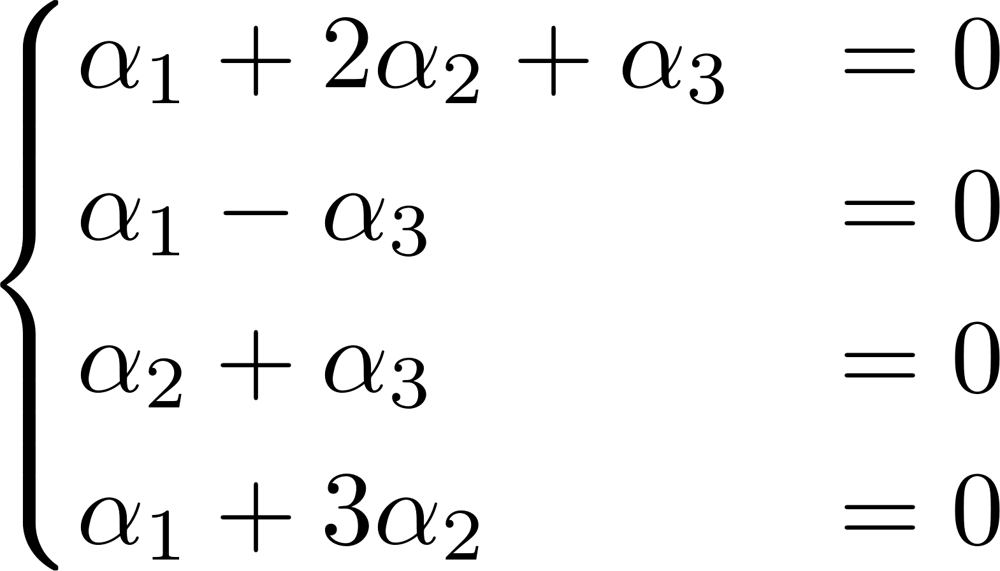 α₁ + 2α₂ + α₃ = 0
α₁ − α₃ = 0
α₂ + α₃ = 0
α₁ + 3α₂ = 0